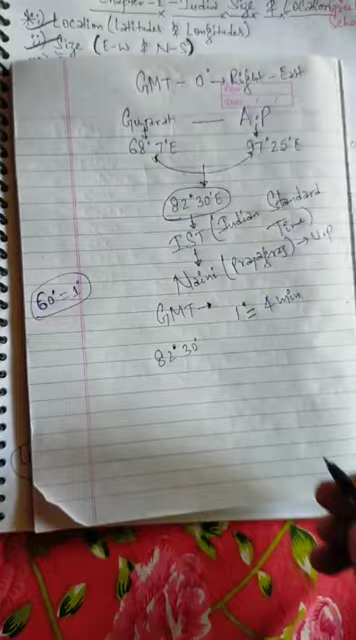 Chapter-1 - India Size & Location
*i) Location (Latitudes & Longitudes)
ii) Size (E-W & N-S)
GMT - 0° → Right - East
Gujarat — A.P
68°7'E 97°25'E
82°30'E
IST (Indian Standard
Time)
Naini (Prayagraj) → U.P
60' = 1°
GMT → 1° = 4 min
82° 30'